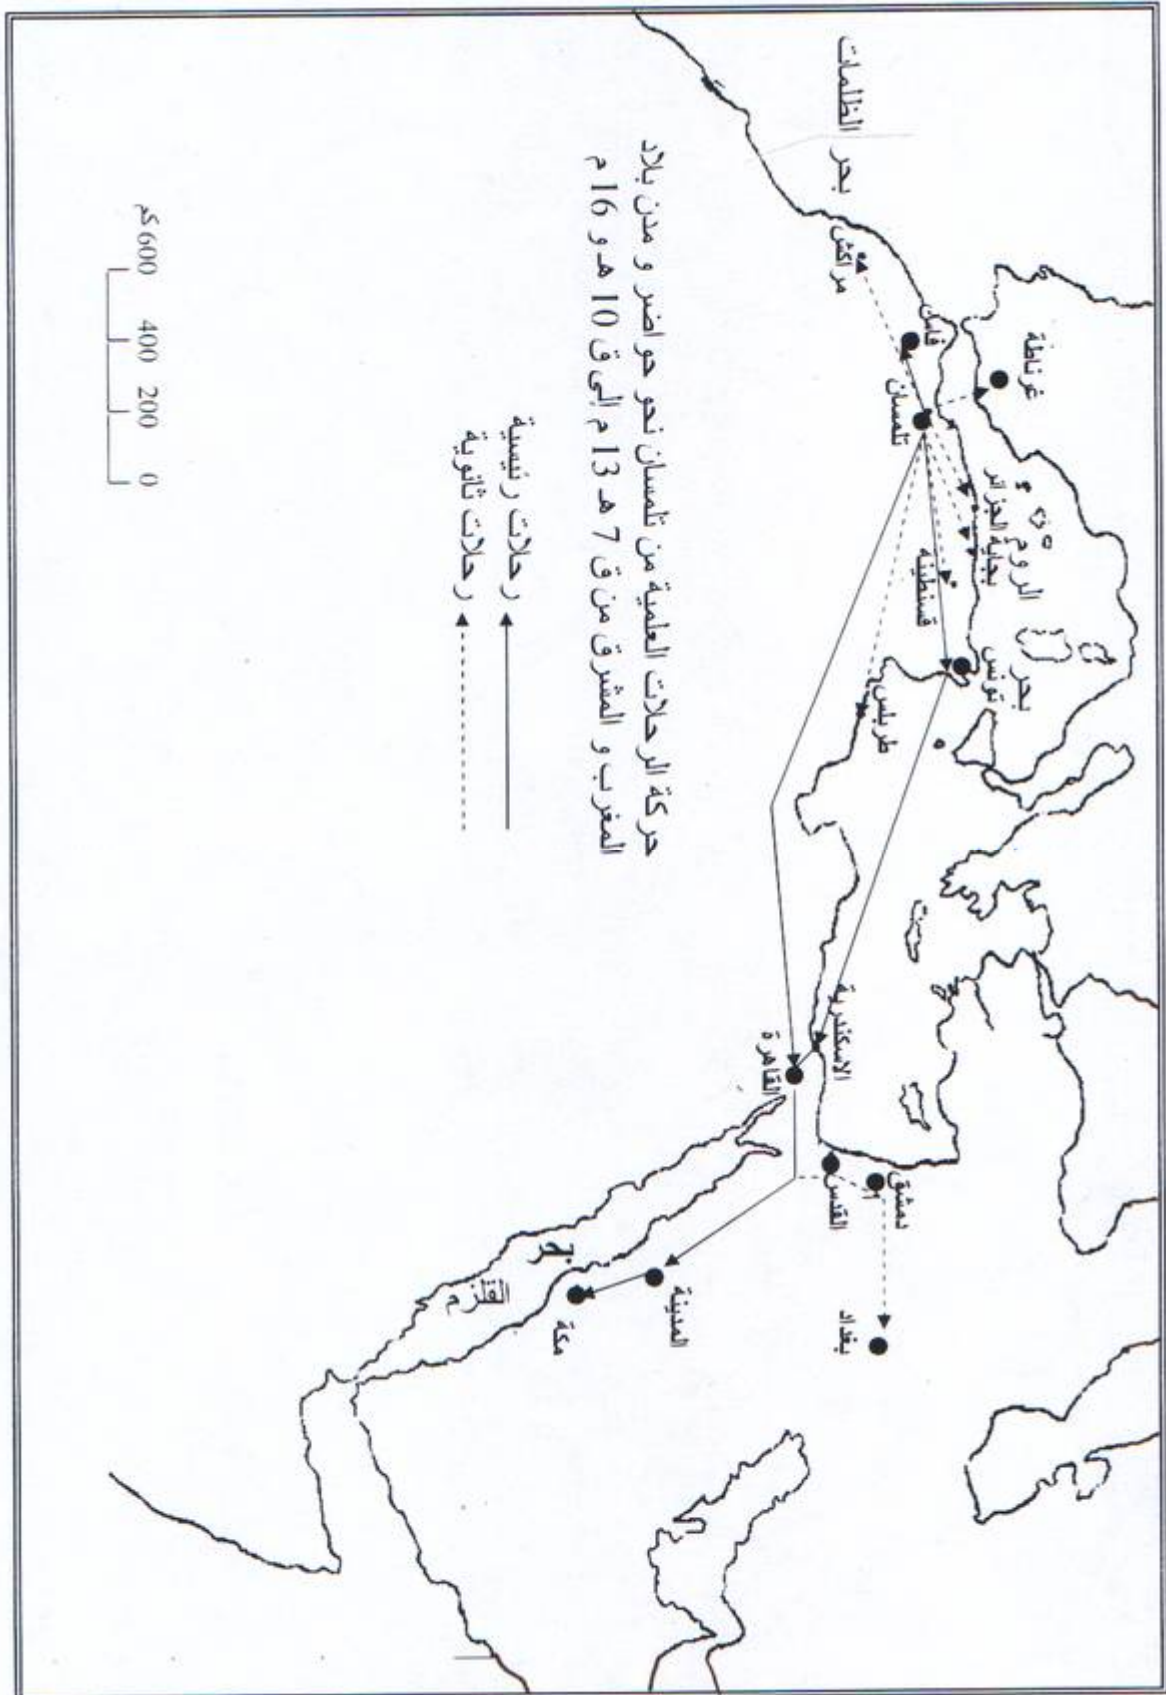 بحر الظلمات
مراكش
فاس
غرناطة
تلمسان
الجزائر
بجاية
قسنطينة
تونس
طرابلس
بحر الروم
الاسكندرية
القاهرة
القدس
دمشق
بغداد
المدينة
مكة
بحر
القلزم
حركة الرحلات العلمية من تلمسان نحو حواضر و مدن بلاد
المغرب و المشرق من ق 7 هـ 13 م إلى ق 10 هـ و 16 م
رحلات رئيسية
رحلات ثانوية
0 200 400 600 كم